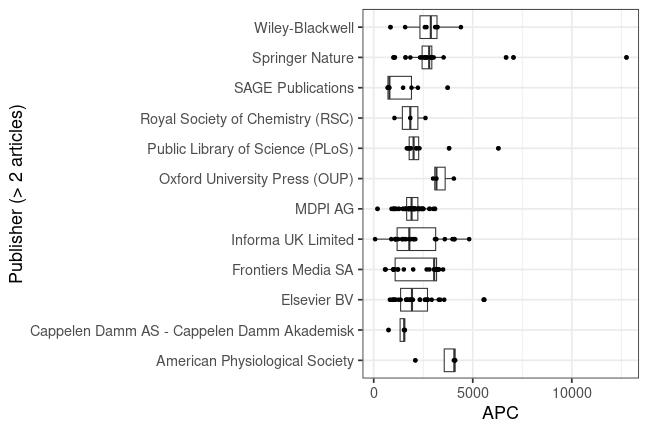 Publisher (> 2 articles)
Wiley-Blackwell
Springer Nature
SAGE Publications
Royal Society of Chemistry (RSC)
Public Library of Science (PLoS)
Oxford University Press (OUP)
MDPI AG
Informa UK Limited
Frontiers Media SA
Elsevier BV
Cappelen Damm AS - Cappelen Damm Akademisk
American Physiological Society
0 5000 10000
APC